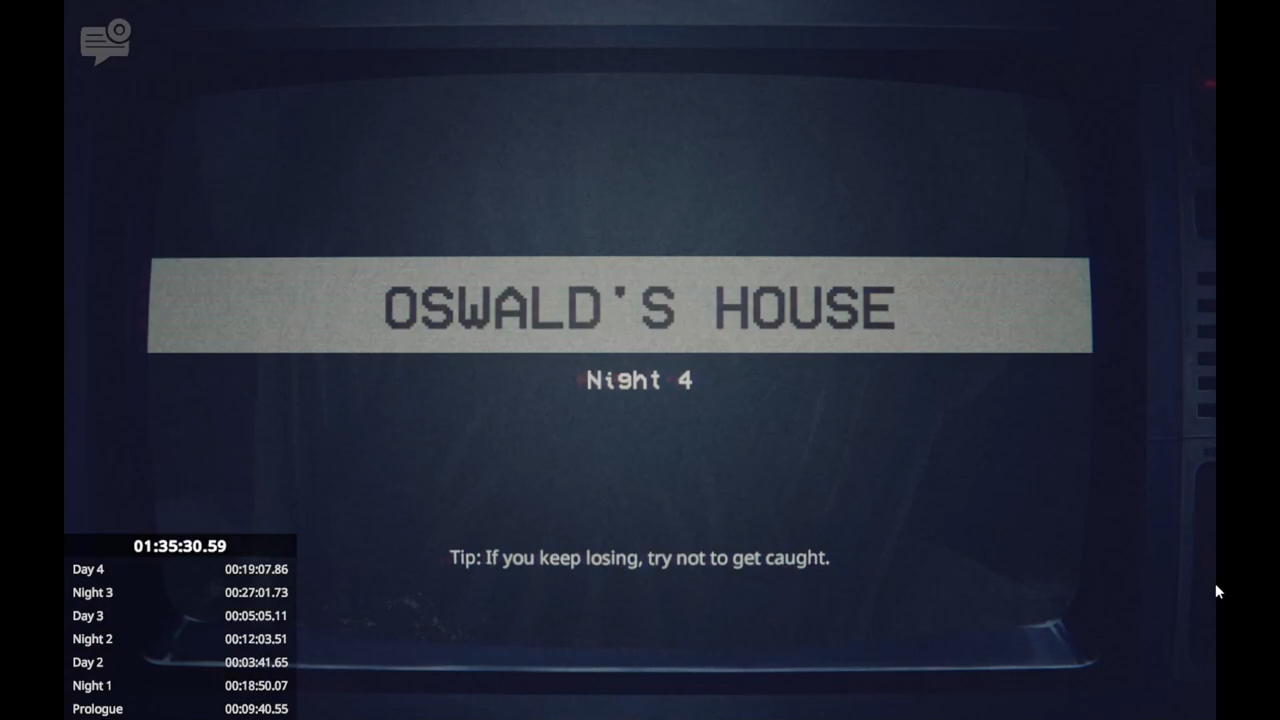 OSWALD'S HOUSE
Night 4
Tip: If you keep losing, try not to get caught.
01:35:30.59
Day 4 00:19:07.86
Night 3 00:27:01.73
Day 3 00:05:05.11
Night 2 00:12:03.51
Day 2 00:03:41.65
Night 1 00:18:50.07
Prologue 00:09:40.55